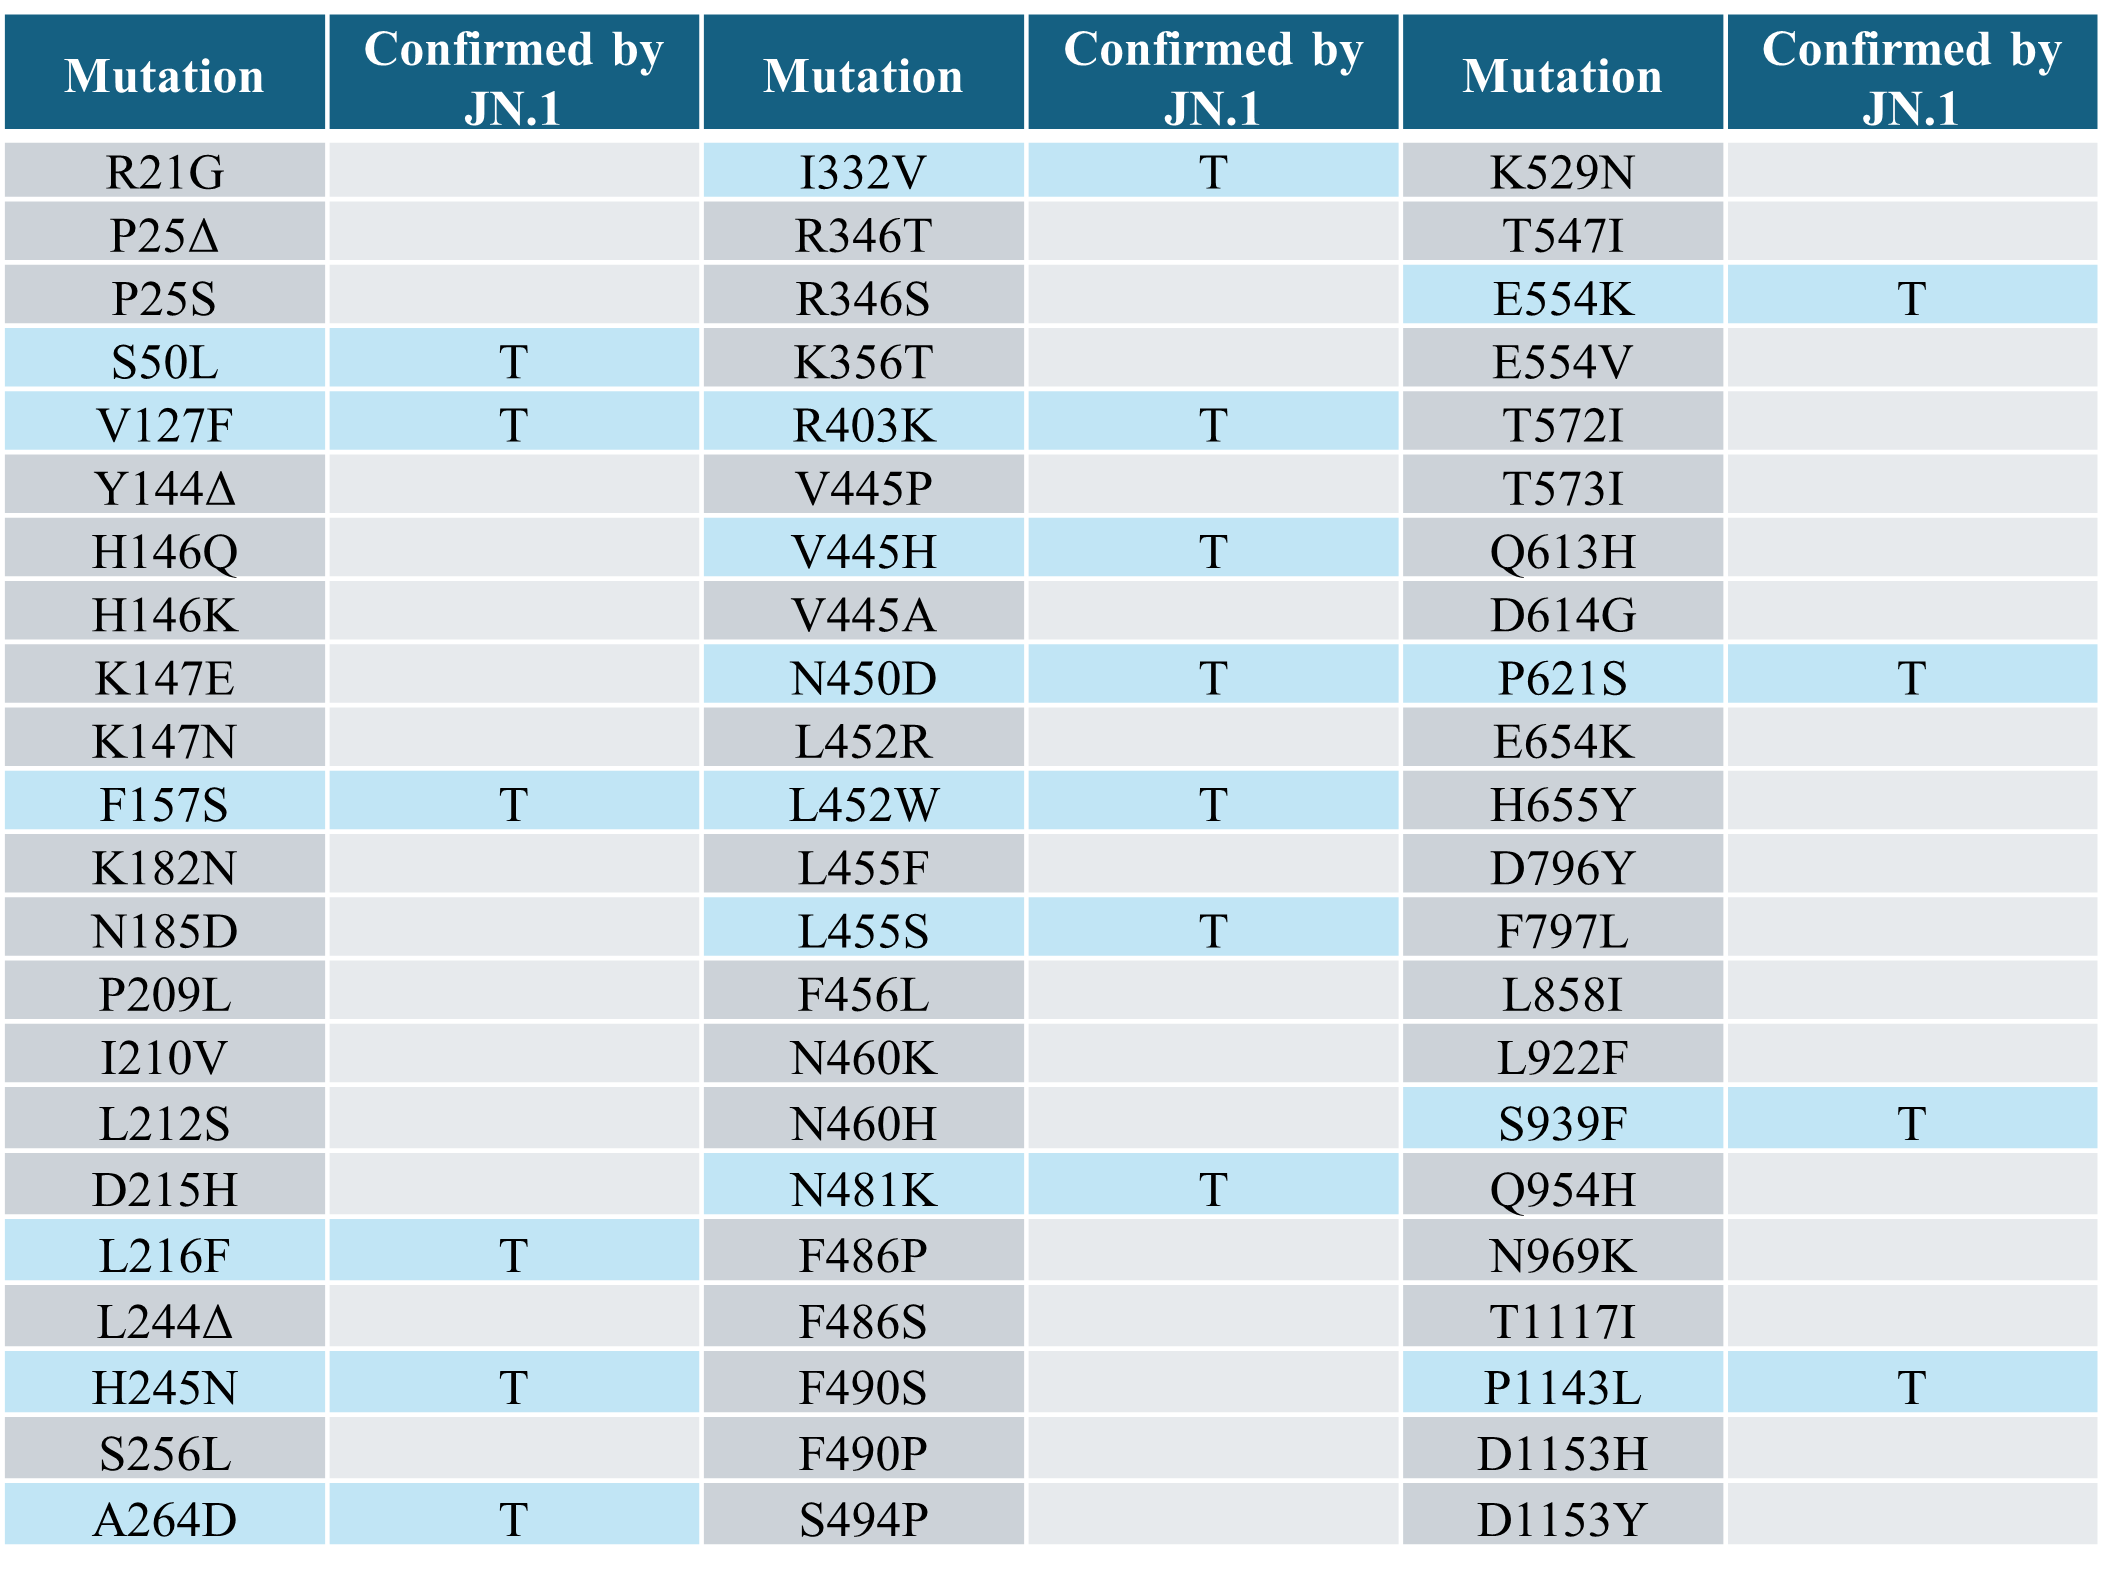 Mutation Confirmed by JN.1 Mutation Confirmed by JN.1 Mutation Confirmed by JN.1
R21G I332V T K529N
P25Δ R346T T547I
P25S R346S E554K T
S50L T K356T E554V
V127F T R403K T T572I
Y144Δ V445P T573I
H146Q V445H T Q613H
H146K V445A D614G
K147E N450D T P621S T
K147N L452R E654K
F157S T L452W T H655Y
K182N L455F D796Y
N185D L455S T F797L
P209L F456L L858I
I210V N460K L922F
L212S N460H S939F T
D215H N481K T Q954H
L216F T F486P N969K
L244Δ F486S T1117I
H245N T F490S P1143L T
S256L F490P D1153H
A264D T S494P D1153Y